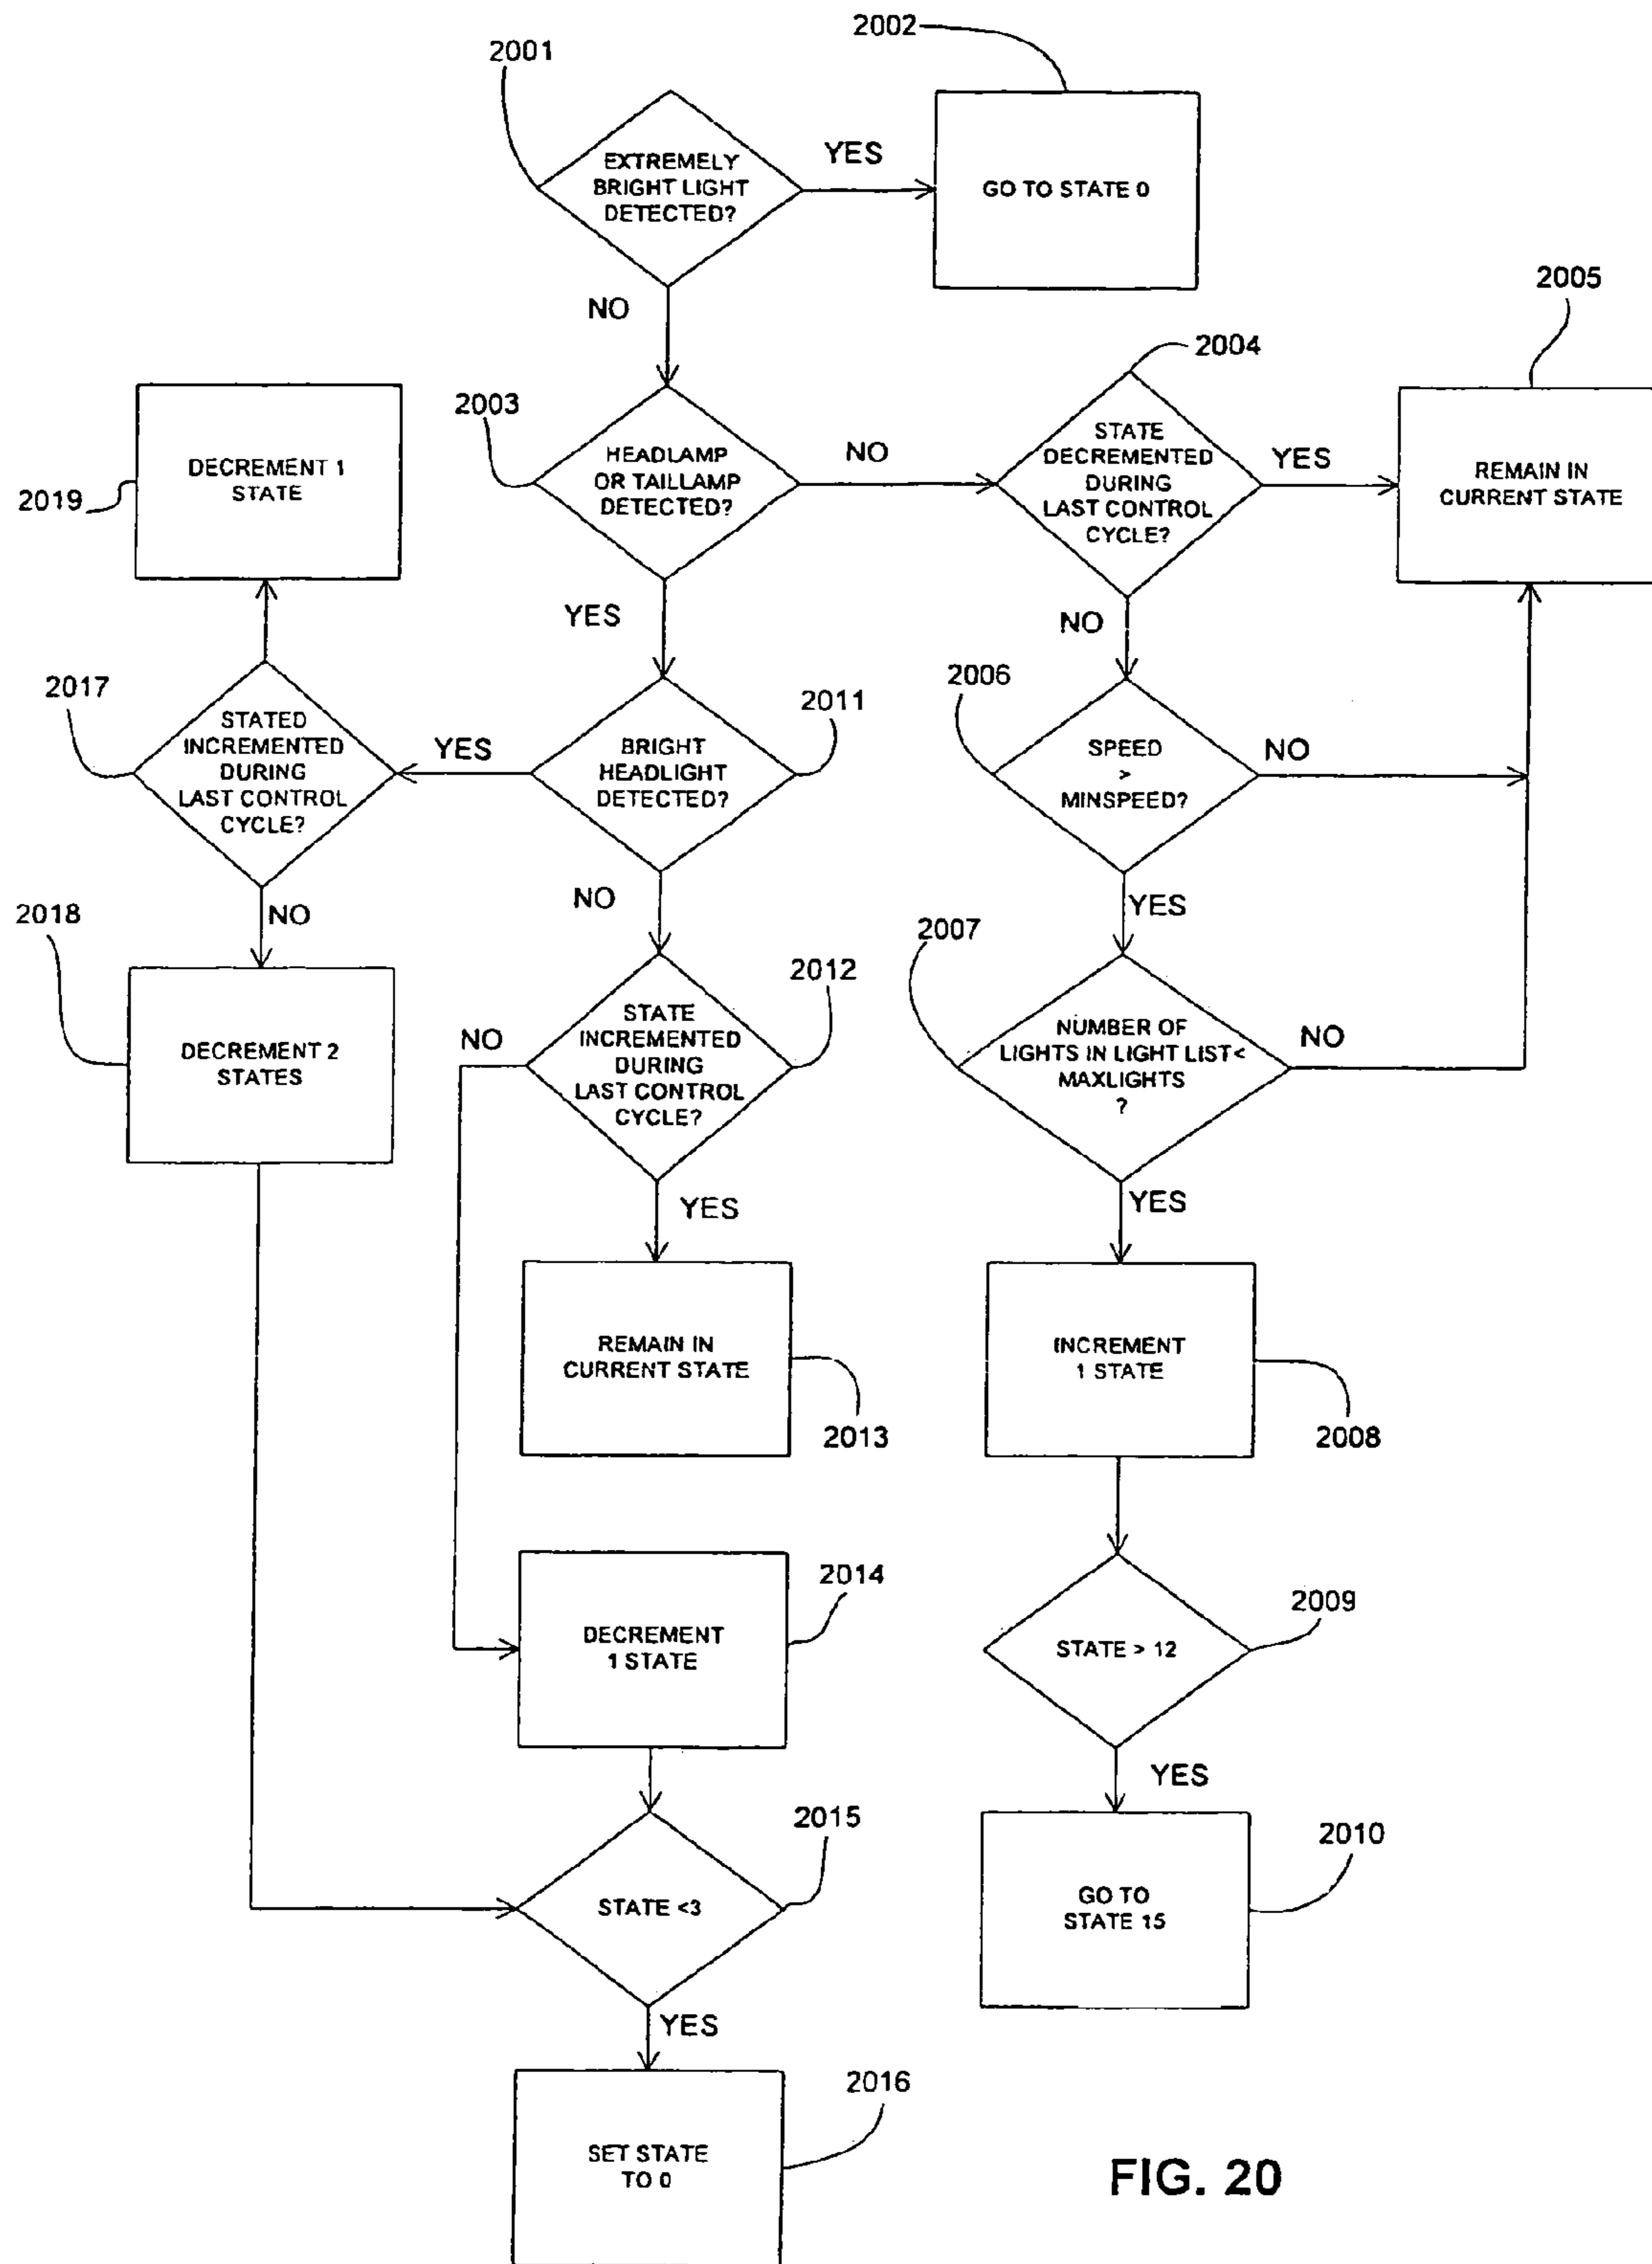 2002
2001
EXTREMELY
BRIGHT LIGHT
DETECTED?
YES
GO TO STATE 0
NO
2005
2004
2003
HEADLAMP
OR TAILLAMP
DETECTED?
NO
STATE
DECREMENTED
DURING
LAST CONTROL
CYCLE?
YES
REMAIN IN
CURRENT STATE
DECREMENT 1
STATE
2019
YES
NO
2017
STATED
INCREMENTED
DURING
LAST CONTROL
CYCLE?
YES
BRIGHT
HEADLIGHT
DETECTED?
2011
2006
SPEED
>
MINSPEED?
NO
NO
2018
DECREMENT 2
STATES
NO
YES
2007
2012
NO
STATE
INCREMENTED
DURING
LAST CONTROL
CYCLE?
NUMBER OF
LIGHTS IN LIGHT LIST<
MAXLIGHTS
?
NO
YES
YES
REMAIN IN
CURRENT STATE
2013
INCREMENT
1 STATE
2008
DECREMENT
1 STATE
2014
STATE > 12
2009
YES
2015
STATE <3
GO TO
STATE 15
2010
YES
SET STATE
TO 0
2016
FIG. 20